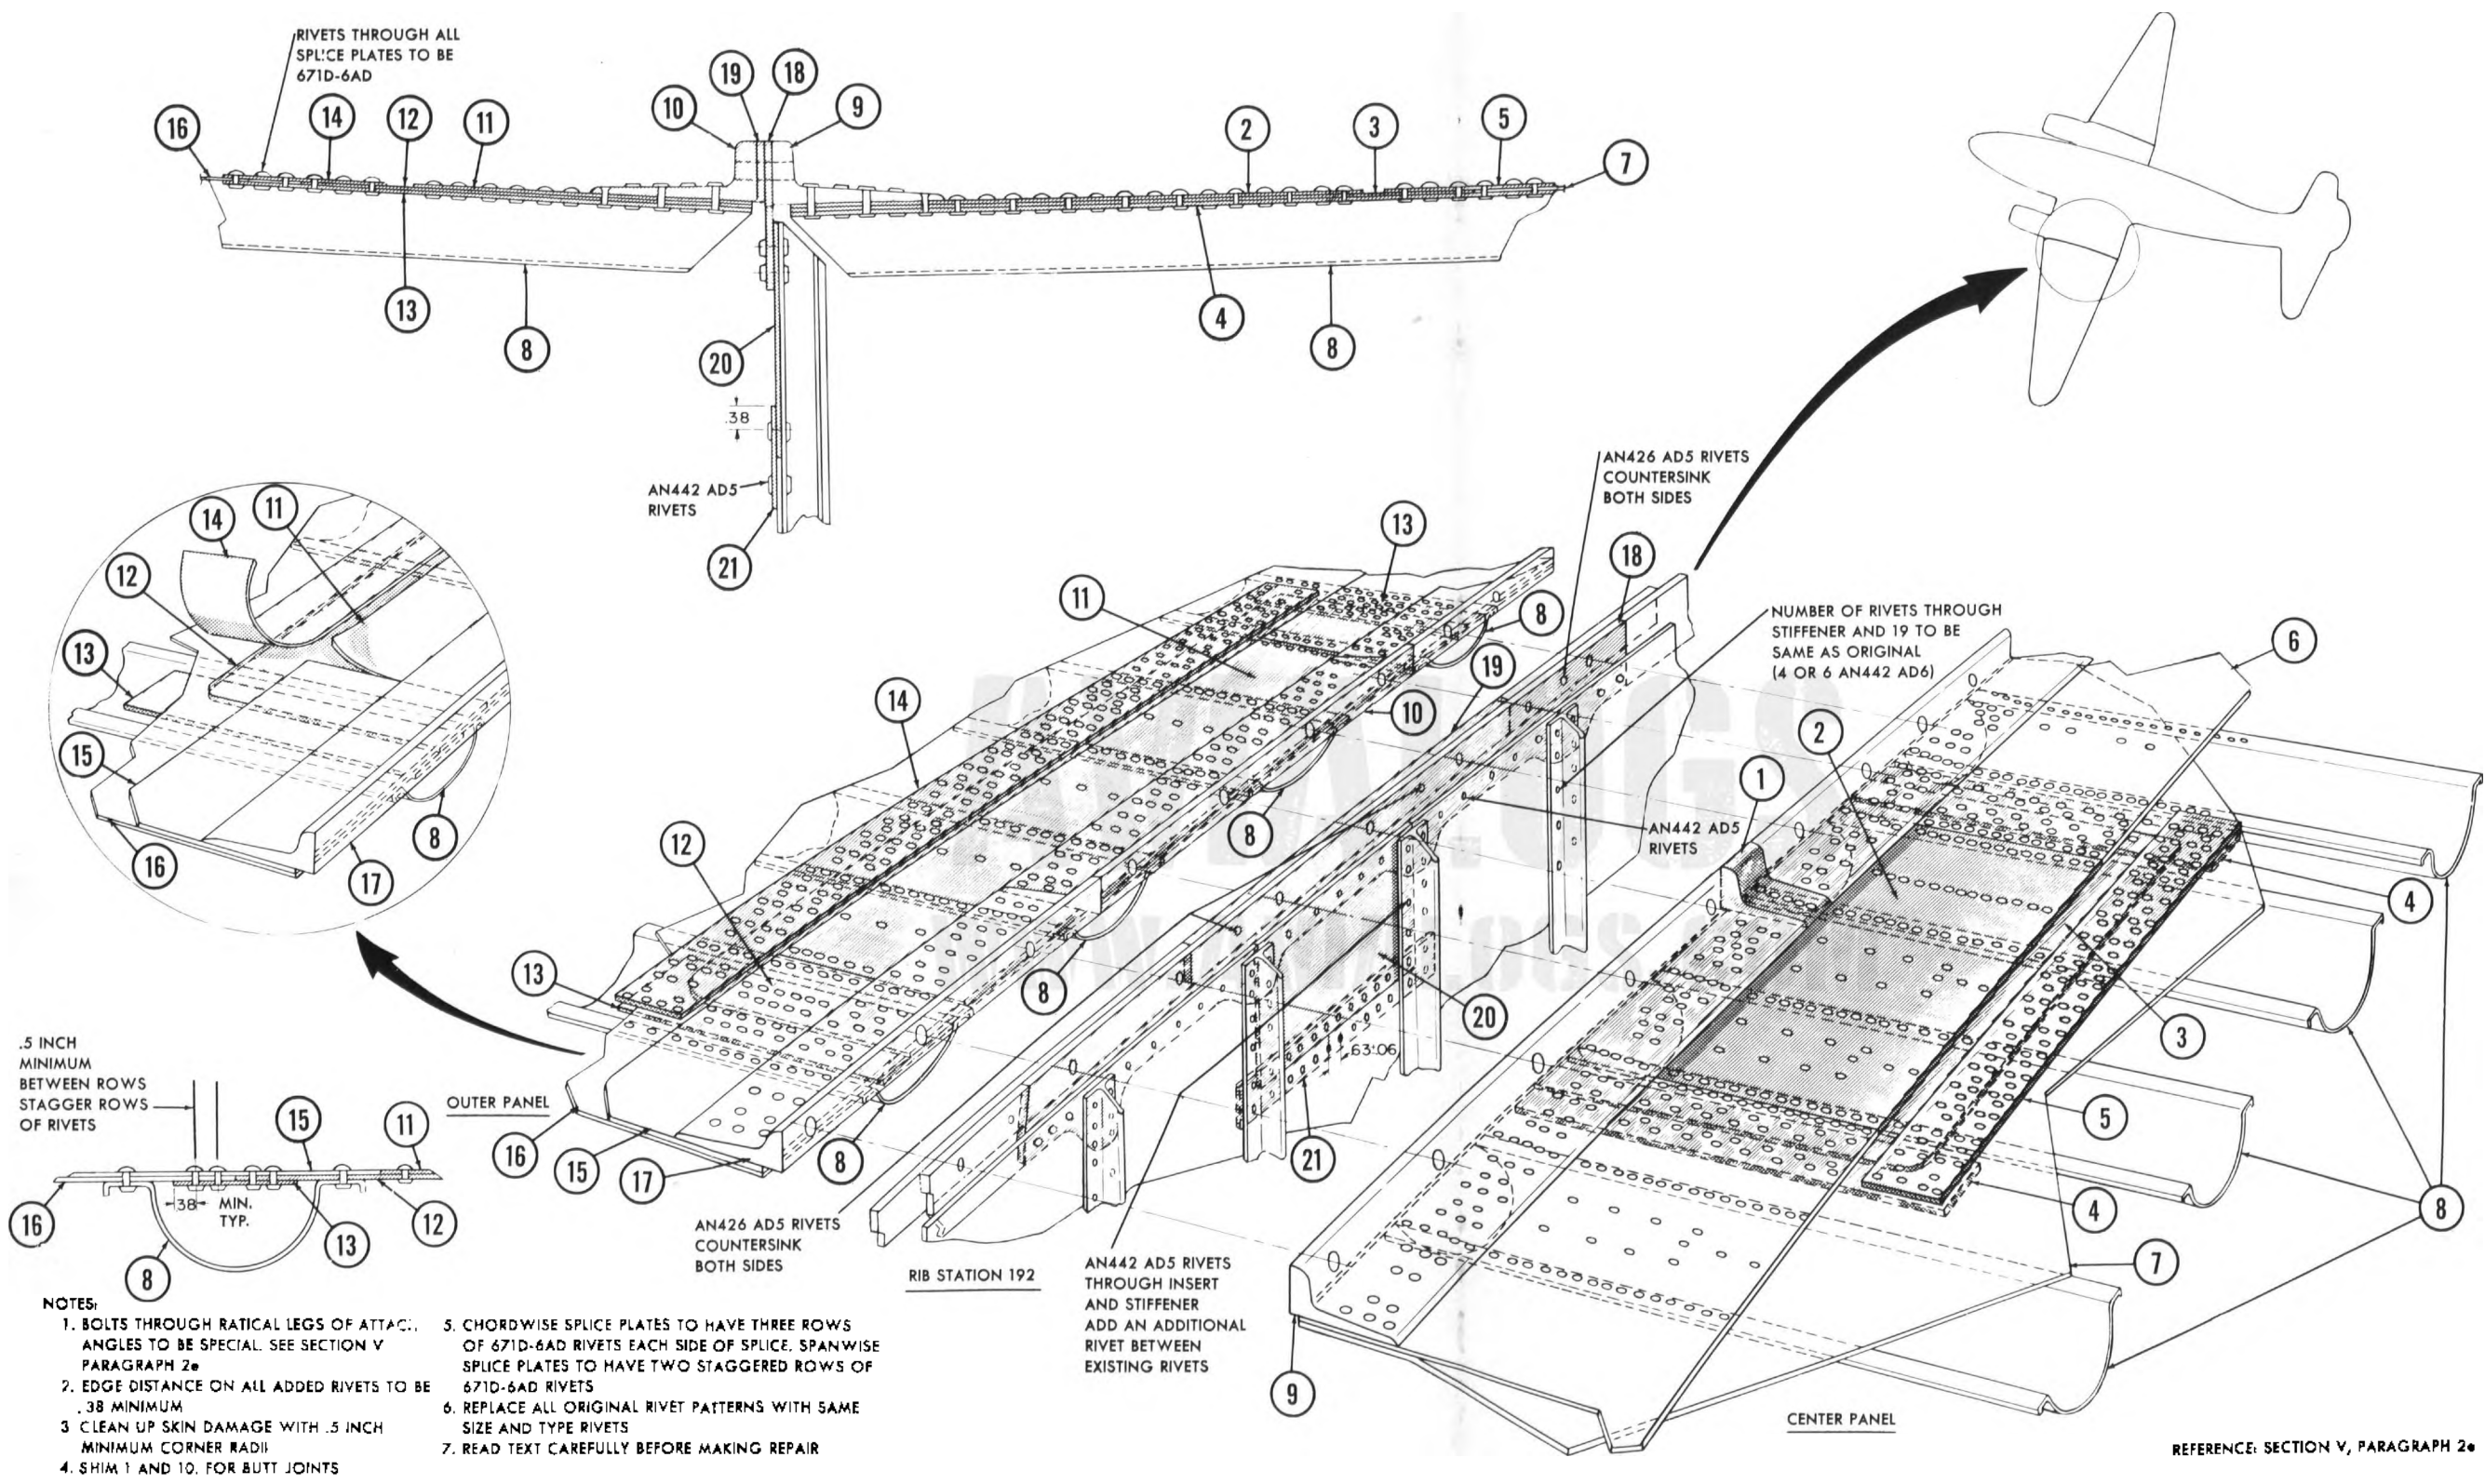 RIVETS THROUGH ALL
SPLICE PLATES TO BE
671D-6AD
16
14
12
11
10
19
18
9
2
3
5
7
13
8
4
8
20
.38
AN442 AD5
RIVETS
21
AN426 AD5 RIVETS
COUNTERSINK
BOTH SIDES
14
11
12
13
15
16
17
8
13
11
18
8
NUMBER OF RIVETS THROUGH
STIFFENER AND 19 TO BE
SAME AS ORIGINAL
(4 OR 6 AN442 AD6)
6
19
14
10
2
1
8
AN442 AD5
RIVETS
12
4
13
8
20
3
63:06
5
.5 INCH
MINIMUM
BETWEEN ROWS
STAGGER ROWS
OF RIVETS
OUTER PANEL
15
11
16
15
17
8
21
4
8
.38
MIN.
TYP.
16
13
12
8
AN426 AD5 RIVETS
COUNTERSINK
BOTH SIDES
RIB STATION 192
AN442 AD5 RIVETS
THROUGH INSERT
AND STIFFENER
ADD AN ADDITIONAL
RIVET BETWEEN
EXISTING RIVETS
7
9
CENTER PANEL
NOTES:
1. BOLTS THROUGH RATICAL LEGS OF ATTAC
ANGLES TO BE SPECIAL. SEE SECTION V
PARAGRAPH 2e
2. EDGE DISTANCE ON ALL ADDED RIVETS TO BE
.38 MINIMUM
3 CLEAN UP SKIN DAMAGE WITH .5 INCH
MINIMUM CORNER RADII
4. SHIM 1 AND 10, FOR BUTT JOINTS
5. CHORDWISE SPLICE PLATES TO HAVE THREE ROWS
OF 671D-6AD RIVETS EACH SIDE OF SPLICE. SPANWISE
SPLICE PLATES TO HAVE TWO STAGGERED ROWS OF
671D-6AD RIVETS
6. REPLACE ALL ORIGINAL RIVET PATTERNS WITH SAME
SIZE AND TYPE RIVETS
7. READ TEXT CAREFULLY BEFORE MAKING REPAIR
REFERENCE: SECTION V, PARAGRAPH 2e